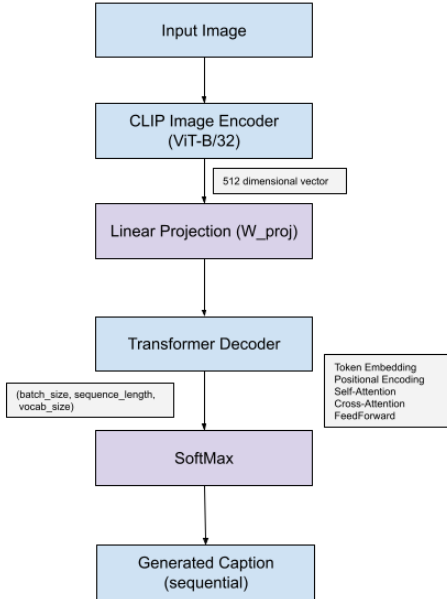 Input Image
CLIP Image Encoder
(ViT-B/32)
512 dimensional vector
Linear Projection (W_proj)
Transformer Decoder
Token Embedding
Positional Encoding
Self-Attention
Cross-Attention
FeedForward
(batch_size, sequence_length,
vocab_size)
SoftMax
Generated Caption
(sequential)